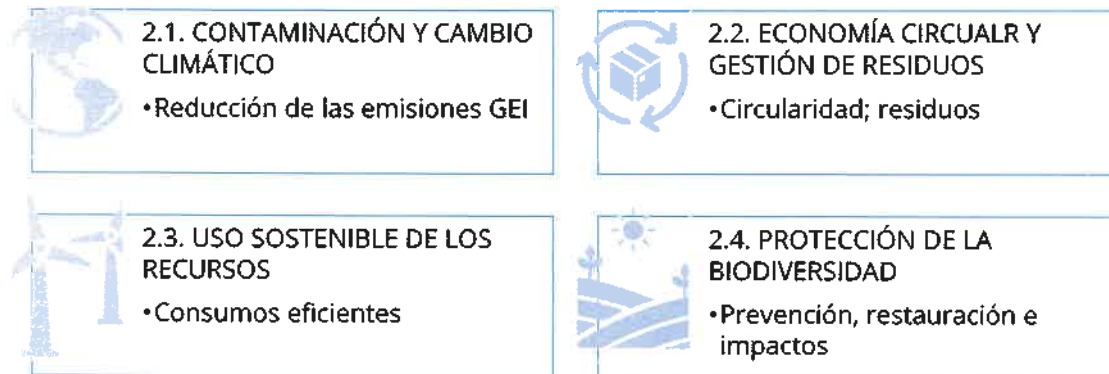 2.1. CONTAMINACIÓN Y CAMBIO
CLIMÁTICO
•Reducción de las emisiones GEI
2.2. ECONOMÍA CIRCUALR Y
GESTIÓN DE RESIDUOS
•Circularidad; residuos
2.3. USO SOSTENIBLE DE LOS
RECURSOS
•Consumos eficientes
2.4. PROTECCIÓN DE LA
BIODIVERSIDAD
•Prevención, restauración e
impactos